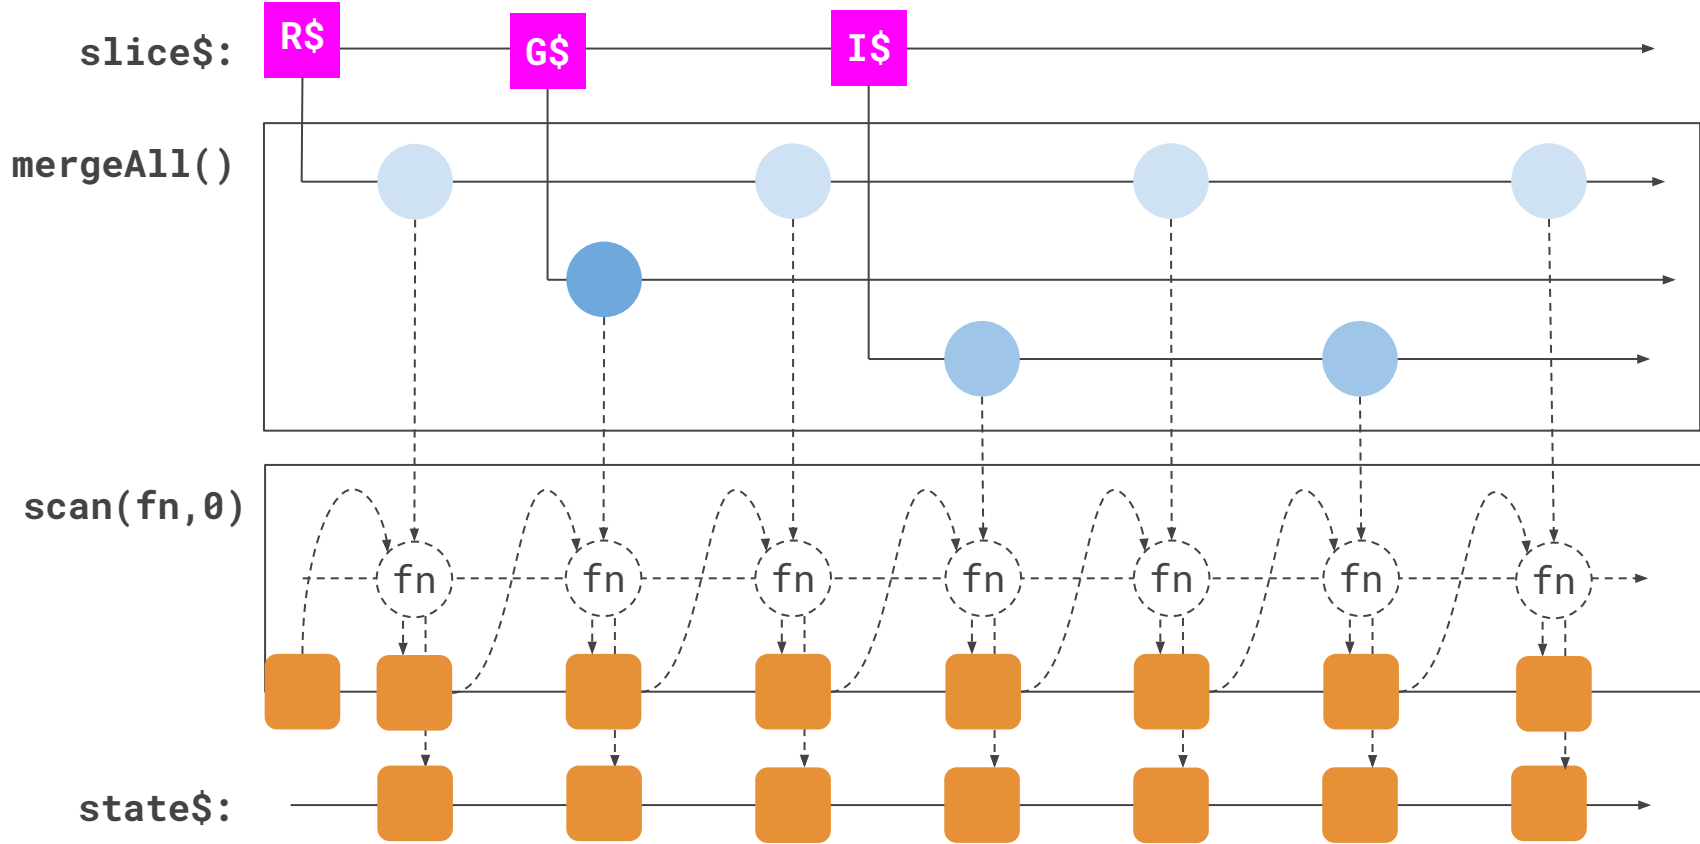 slice$: R$ G$ I$
mergeAll()
scan(fn,0)
fn fn fn fn fn fn fn
state$: